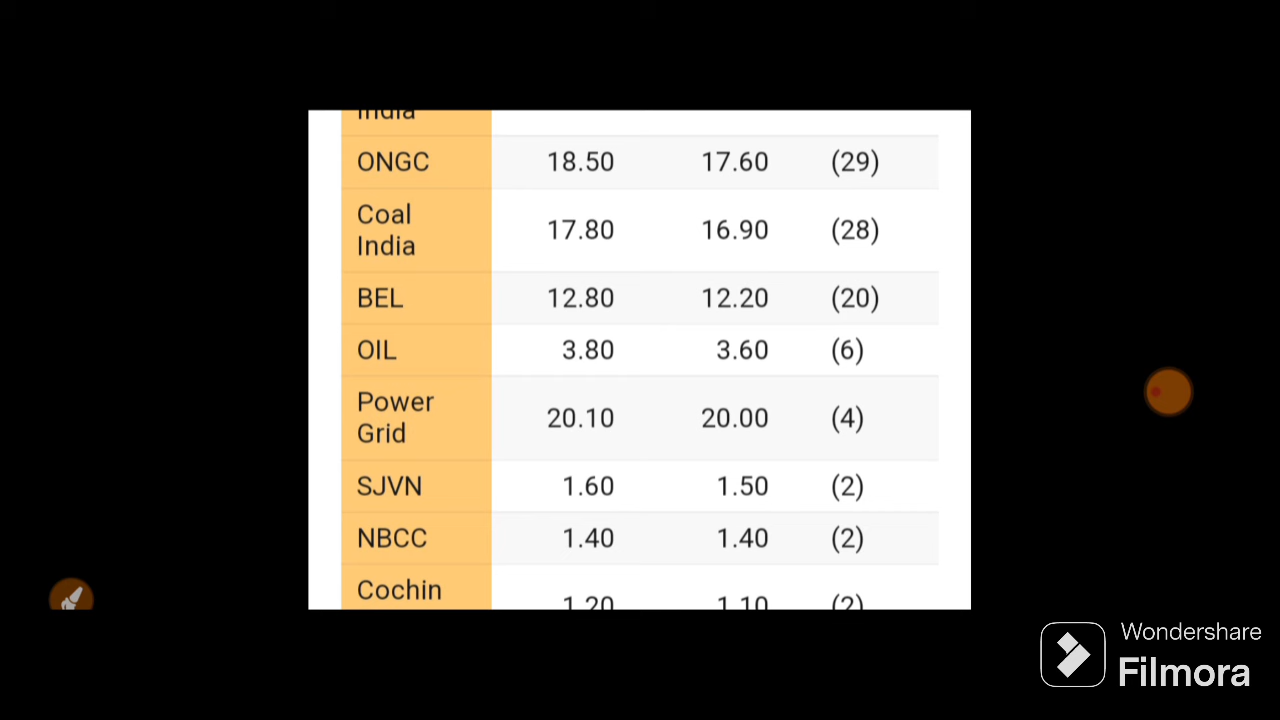 India
ONGC 18.50 17.60 (29)
Coal
India 17.80 16.90 (28)
BEL 12.80 12.20 (20)
OIL 3.80 3.60 (6)
Power
Grid 20.10 20.00 (4)
SJVN 1.60 1.50 (2)
NBCC 1.40 1.40 (2)
Cochin
1.20 1.10 (2)
Wondershare
Filmora